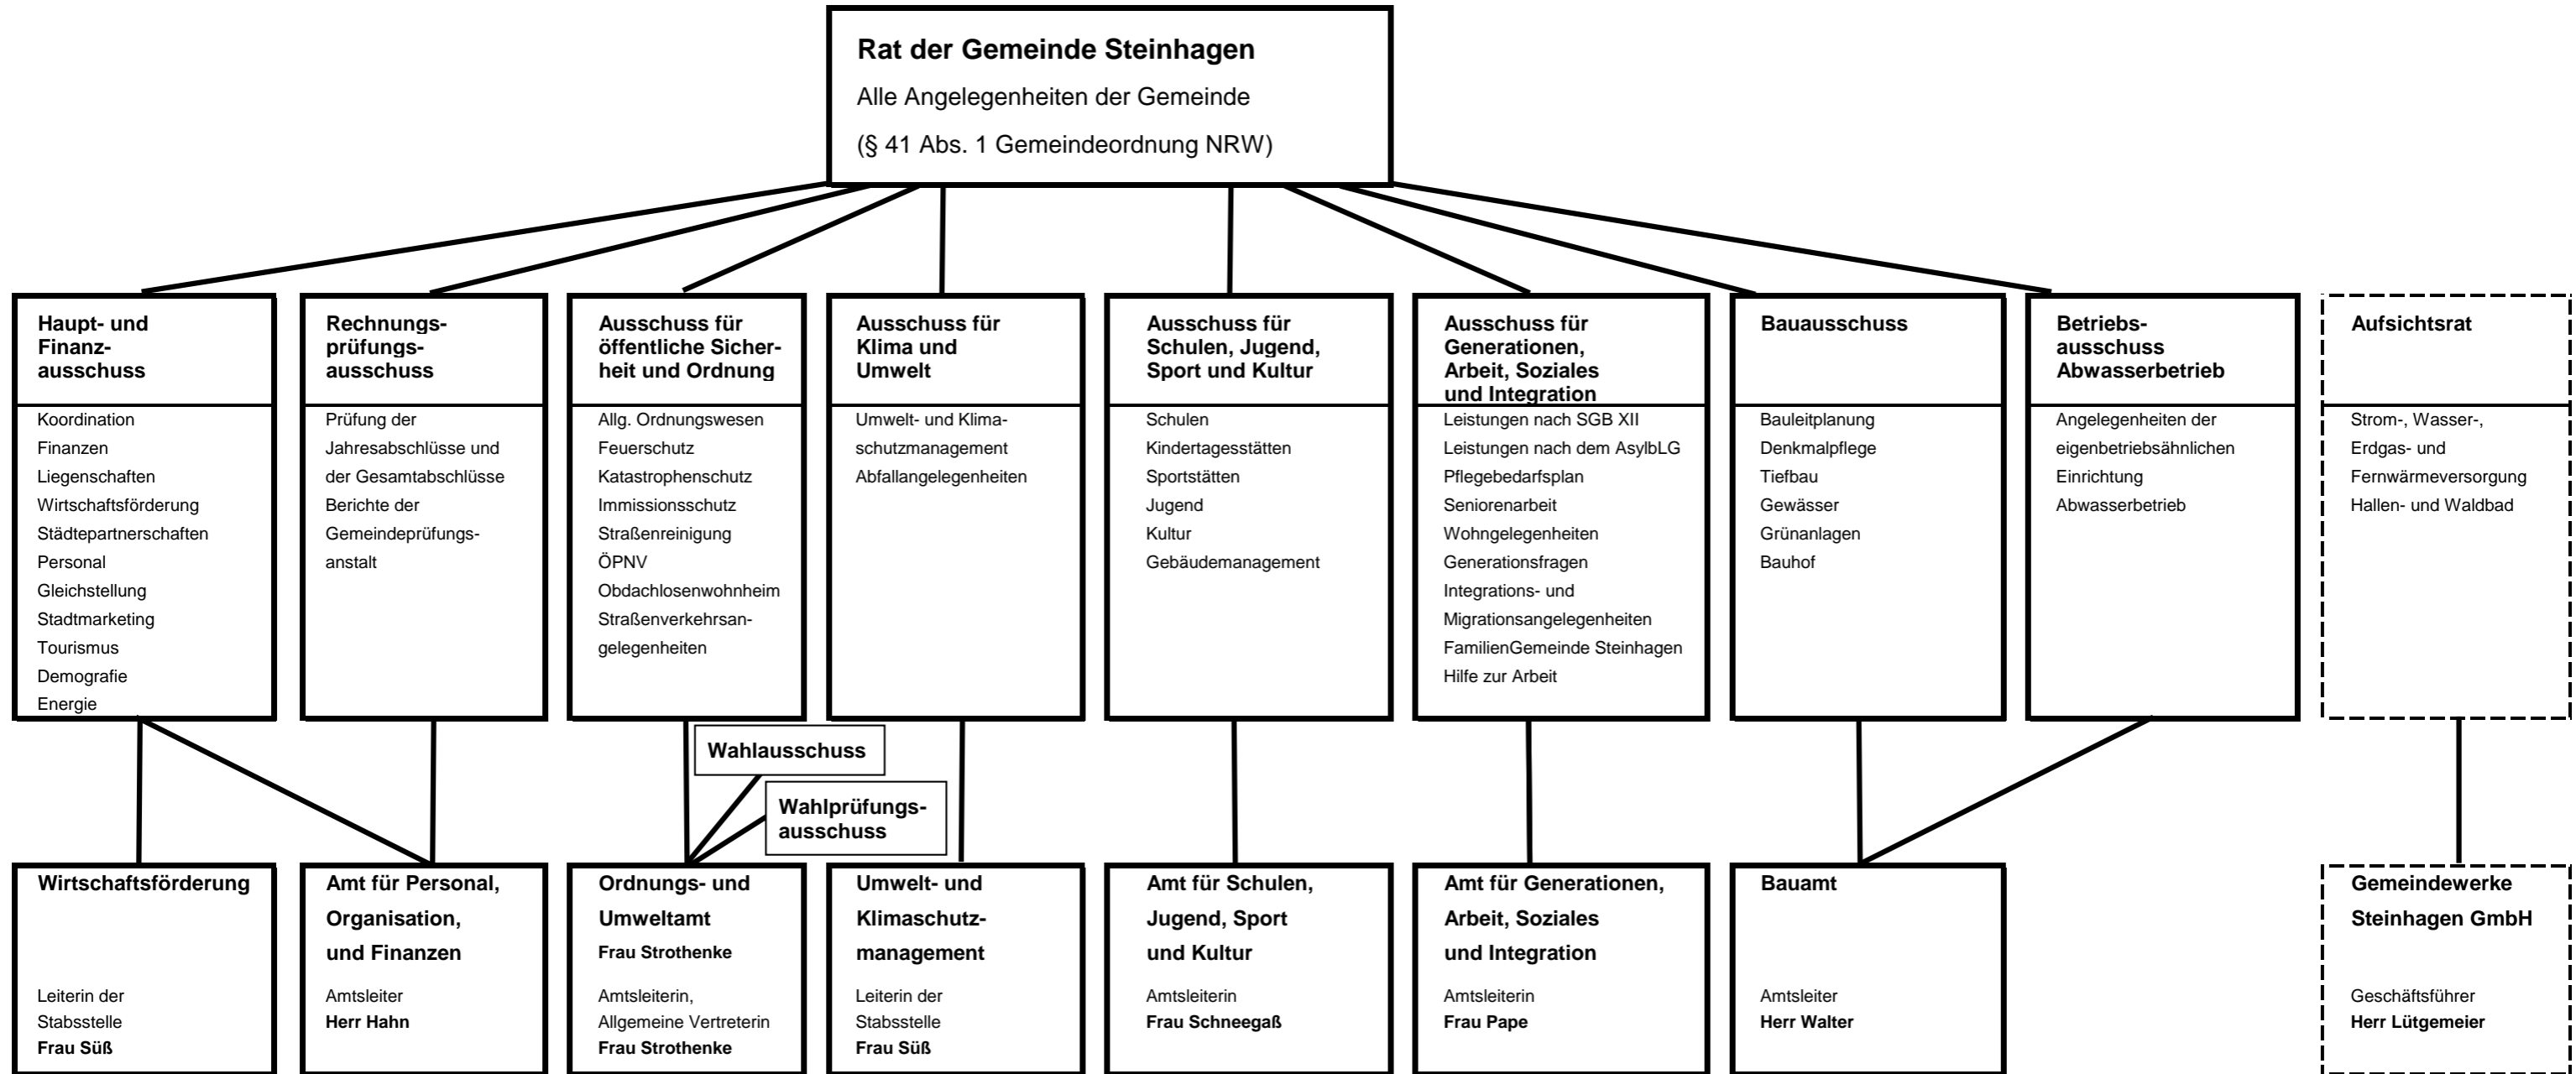 Rat der Gemeinde Steinhagen
Alle Angelegenheiten der Gemeinde
(§ 41 Abs. 1 Gemeindeordnung NRW)
Haupt- und
Finanz-
ausschuss
Koordination
Finanzen
Liegenschaften
Wirtschaftsförderung
Städtepartnerschaften
Personal
Gleichstellung
Stadtmarketing
Tourismus
Demografie
Energie
Rechnungs-
prüfungs-
ausschuss
Prüfung der
Jahresabschlüsse und
der Gesamtabschlüsse
Berichte der
Gemeindeprüfungs-
anstalt
Ausschuss für
öffentliche Sicher-
heit und Ordnung
Allg. Ordnungswesen
Feuerschutz
Katastrophenschutz
Immissionsschutz
Straßenreinigung
ÖPNV
Obdachlosenwohnheim
Straßenverkehrsan-
gelegenheiten
Ausschuss für
Klima und
Umwelt
Umwelt- und Klima-
schutzmanagement
Abfallangelegenheiten
Ausschuss für
Schulen, Jugend,
Sport und Kultur
Schulen
Kindertagesstätten
Sportstätten
Jugend
Kultur
Gebäudemanagement
Ausschuss für
Generationen,
Arbeit, Soziales
und Integration
Leistungen nach SGB XII
Leistungen nach dem AsylbLG
Pflegebedarfsplan
Seniorenarbeit
Wohngelegenheiten
Generationsfragen
Integrations- und
Migrationsangelegenheiten
FamilienGemeinde Steinhagen
Hilfe zur Arbeit
Bauausschuss
Bauleitplanung
Denkmalpflege
Tiefbau
Gewässer
Grünanlagen
Bauhof
Betriebs-
ausschuss
Abwasserbetrieb
Angelegenheiten der
eigenbetriebsähnlichen
Einrichtung
Abwasserbetrieb
Aufsichtsrat
Strom-, Wasser-,
Erdgas- und
Fernwärmeversorgung
Hallen- und Waldbad
Wahlausschuss
Wahlprüfungs-
ausschuss
Wirtschaftsförderung
Leiterin der
Stabsstelle
Frau Süß
Amt für Personal,
Organisation,
und Finanzen
Amtsleiter
Herr Hahn
Ordnungs- und
Umweltamt
Frau Strothenke
Amtsleiterin,
Allgemeine Vertreterin
Frau Strothenke
Umwelt- und
Klimaschutz-
management
Leiterin der
Stabsstelle
Frau Süß
Amt für Schulen,
Jugend, Sport
und Kultur
Amtsleiterin
Frau Schneegaß
Amt für Generationen,
Arbeit, Soziales
und Integration
Amtsleiterin
Frau Pape
Bauamt
Amtsleiter
Herr Walter
Gemeindewerke
Steinhagen GmbH
Geschäftsführer
Herr Lütgemeier